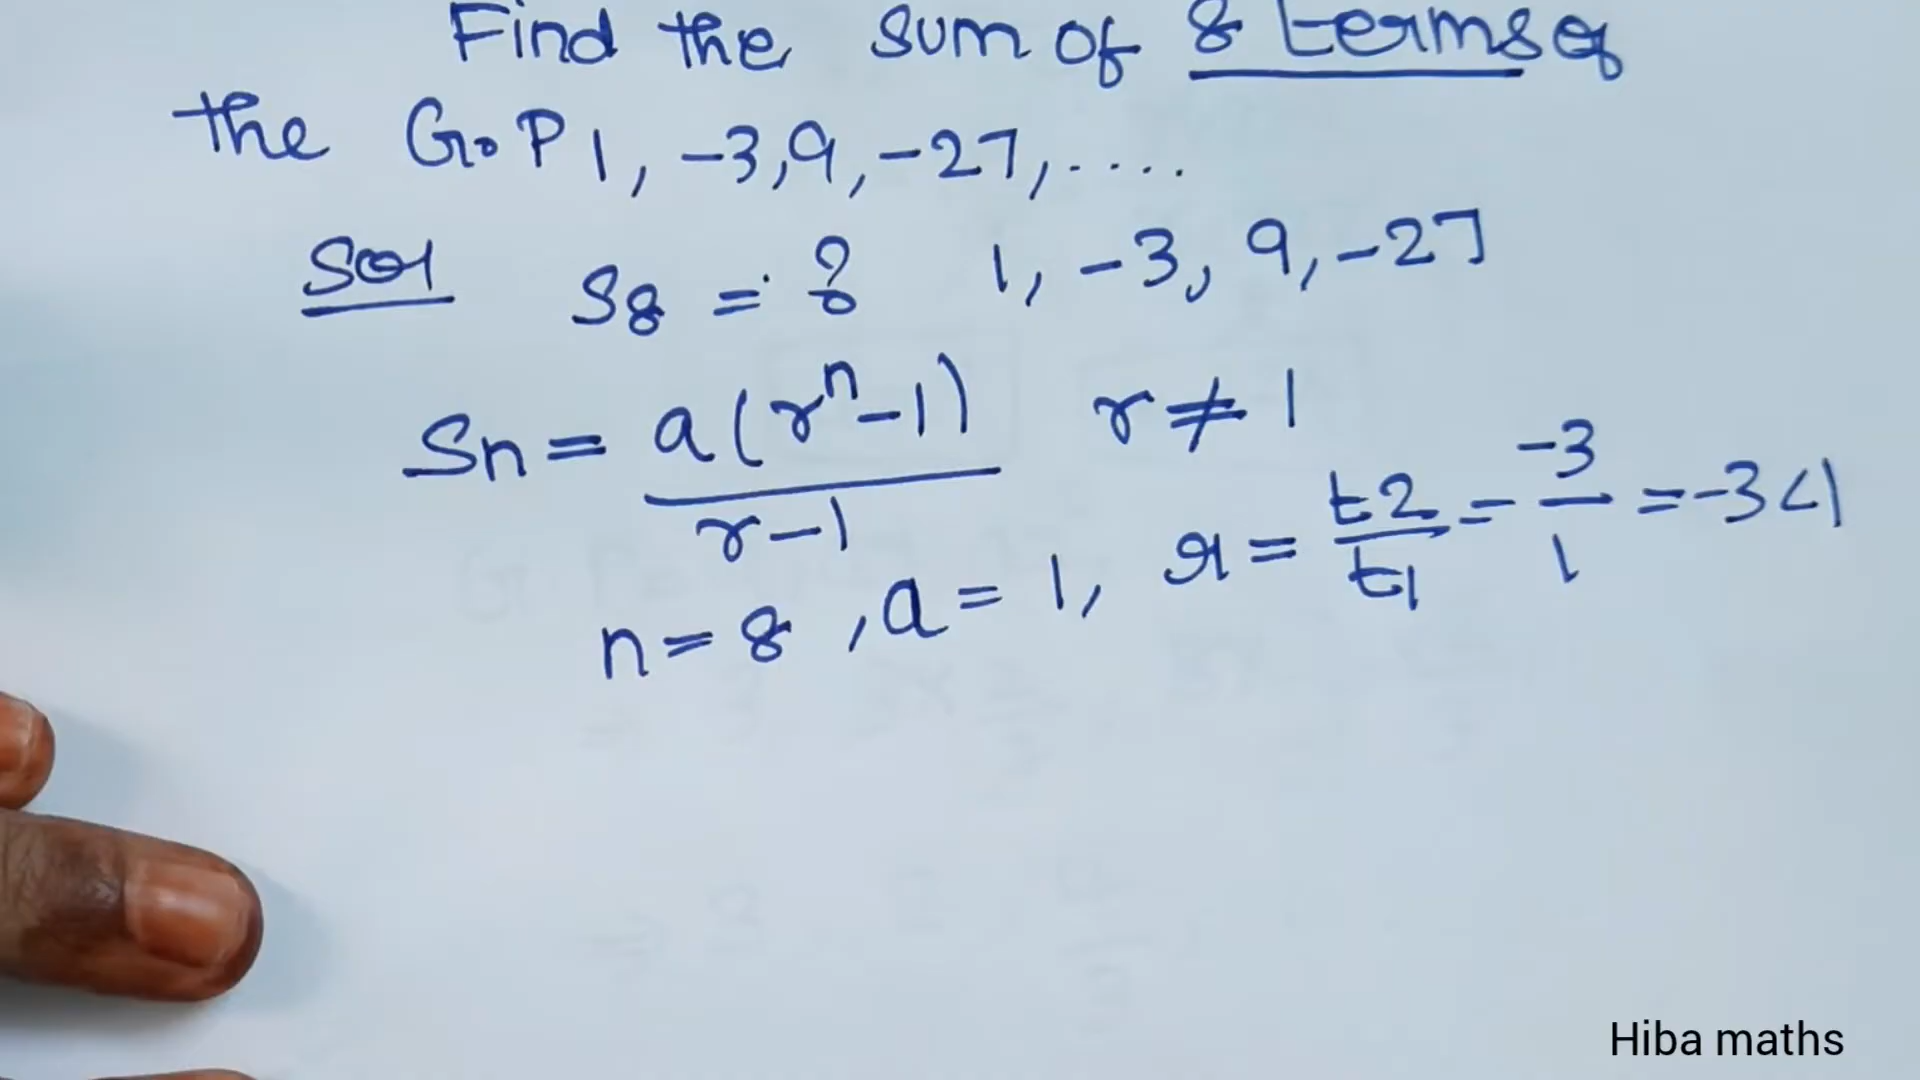 Find the sum of 8 terms of
the G.P 1, -3, 9, -27, ....
Sol S8 = ? 1, -3, 9, -27
Sn = a(r^n-1)/r-1 r ≠ 1
n = 8, a = 1, r = t2/t1 = -3/1 = -3 < 1
Hiba maths